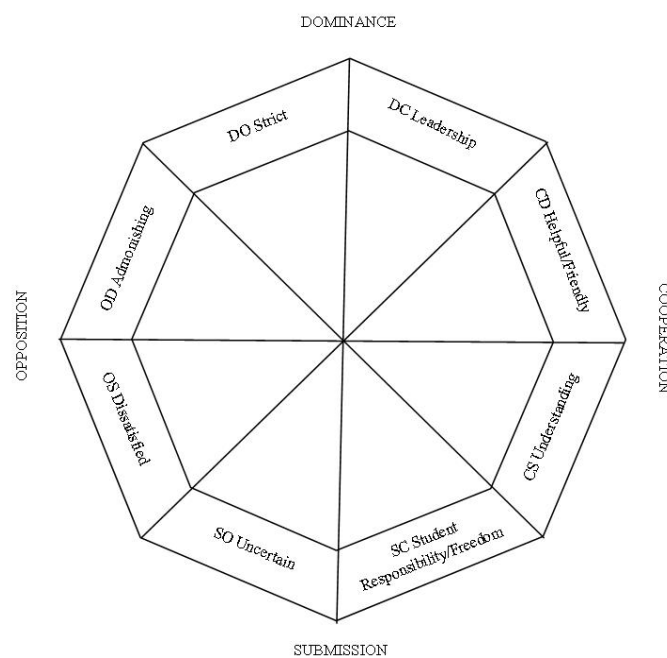 DOMINANCE
DO Strict
DC Leadership
OD Admonishing
CD Helpful/Friendly
OPPOSITION
COOPERATION
OS Dissatisfied
CS Understanding
SO Uncertain
SC Student
Responsibility/Freedom
SUBMISSION